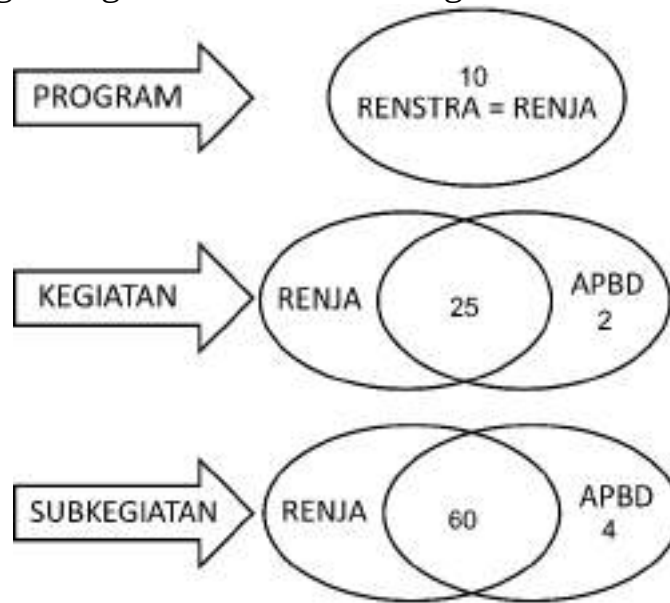 PROGRAM
10
RENSTRA = RENJA
KEGIATAN
RENJA
25
APBD
2
SUBKEGIATAN
RENJA
60
APBD
4